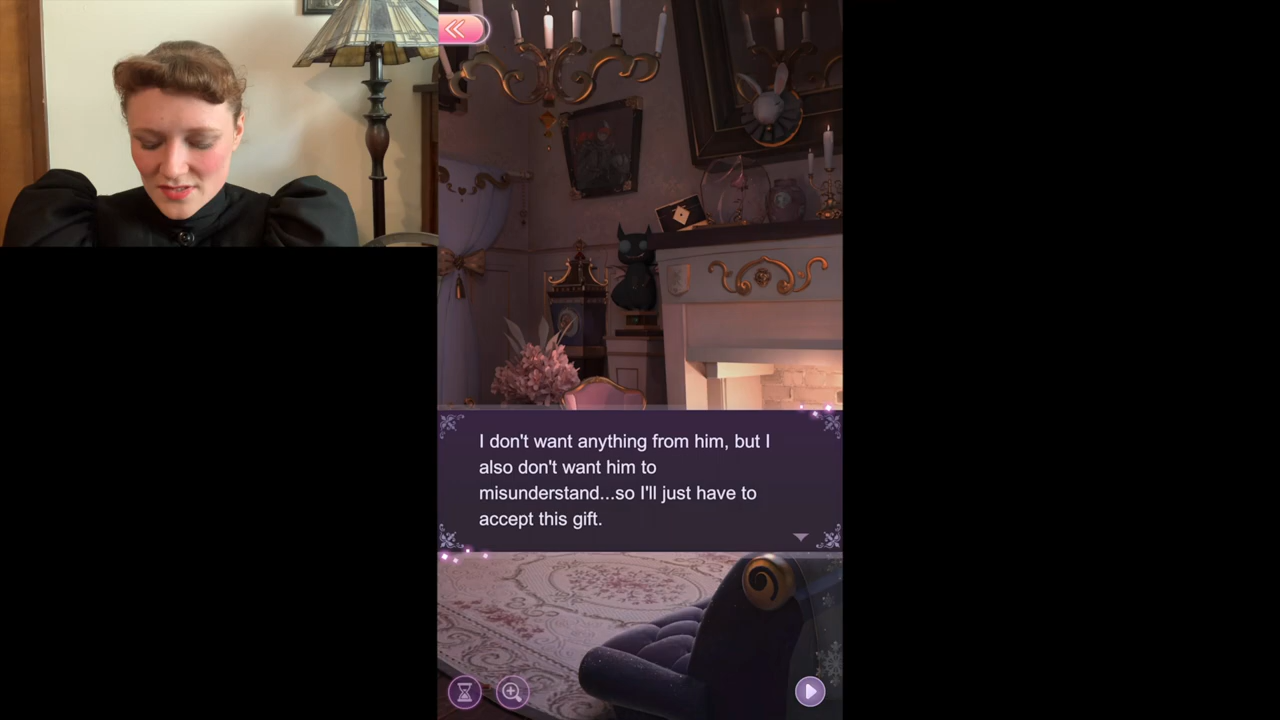 I don't want anything from him, but I
also don't want him to
misunderstand...so I'll just have to
accept this gift.